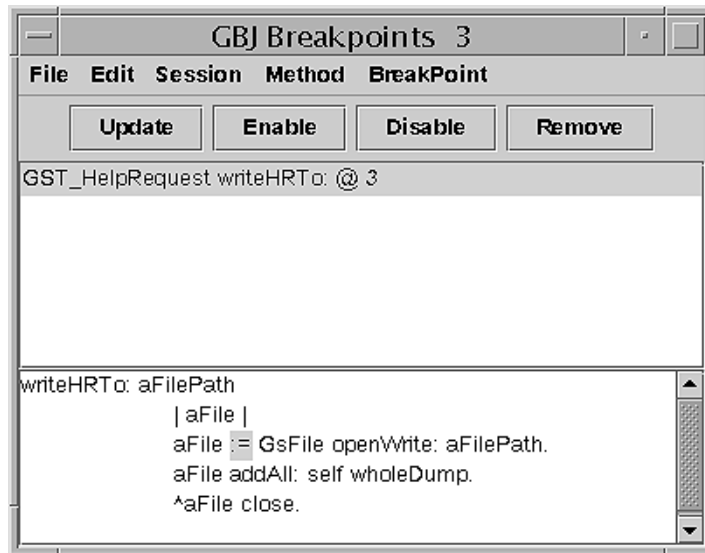 GBJ Breakpoints 3
File Edit Session Method BreakPoint
Update Enable Disable Remove
GST_HelpRequest writeHRTo: @ 3
writeHRTo: aFilePath
| aFile |
aFile := GsFile openWrite: aFilePath.
aFile addAll: self wholeDump.
^aFile close.